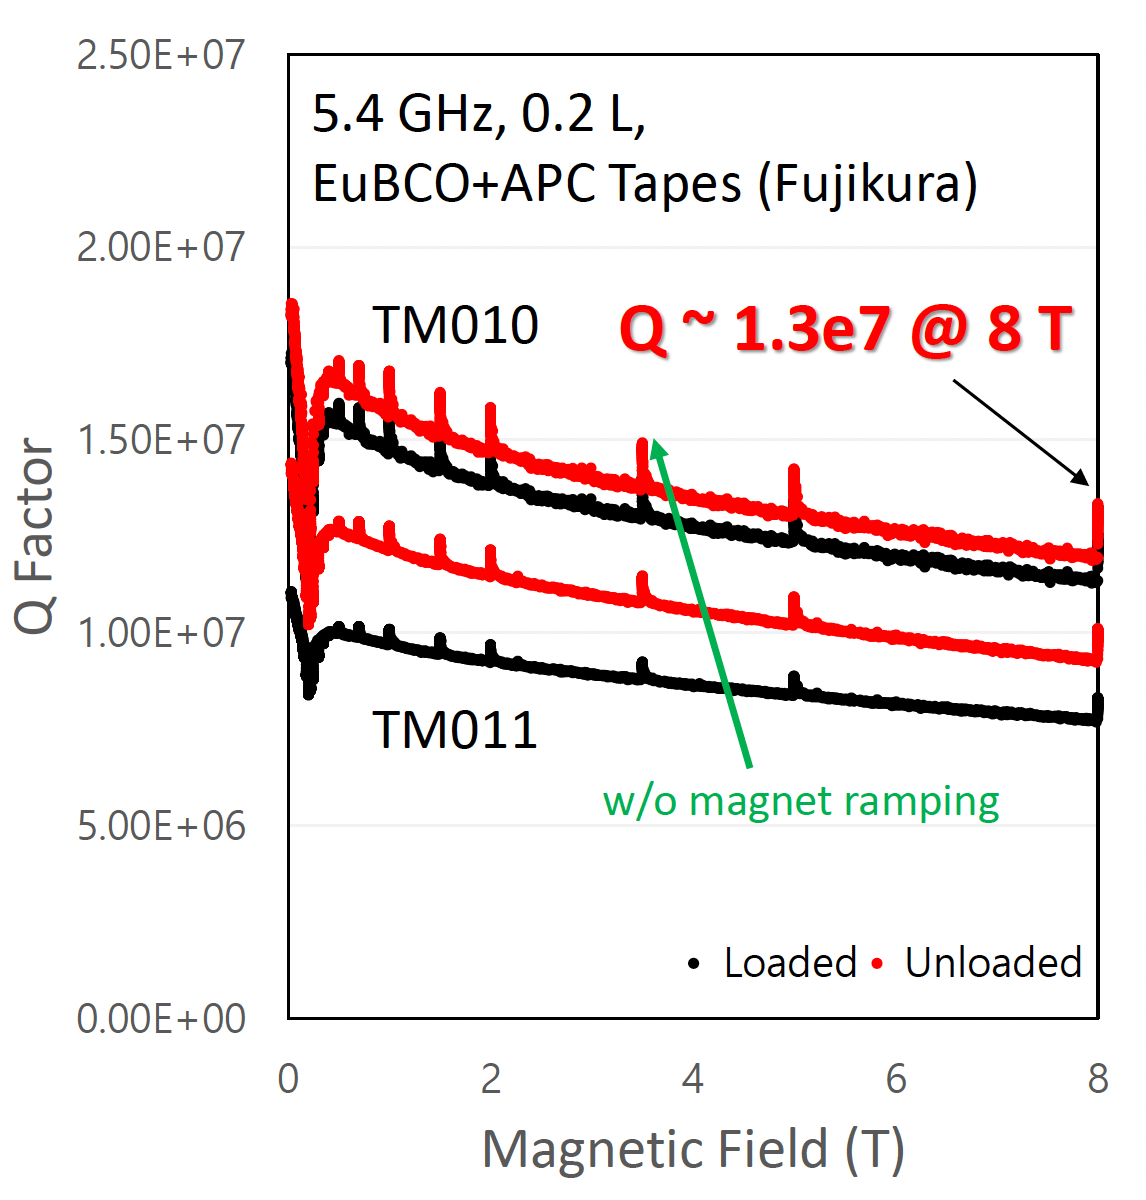 2.50E+07
5.4 GHz, 0.2 L,
EuBCO+APC Tapes (Fujikura)
2.00E+07
TM010
Q ~ 1.3e7 @ 8 T
1.50E+07
Q Factor
1.00E+07
TM011
w/o magnet ramping
5.00E+06
Loaded Unloaded
0.00E+00
0 2 4 6 8
Magnetic Field (T)